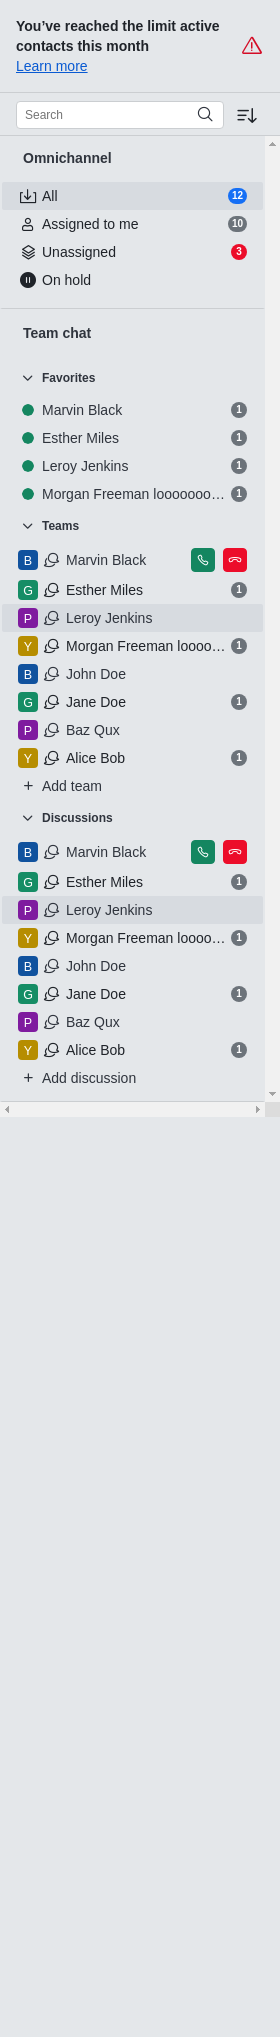 You’ve reached the limit active
contacts this month
Learn more
Search
Omnichannel
All 12
Assigned to me 10
Unassigned 3
On hold
Team chat
Favorites
Marvin Black 1
Esther Miles 1
Leroy Jenkins 1
Morgan Freeman looooooo… 1
Teams
B Marvin Black
G Esther Miles 1
P Leroy Jenkins
Y Morgan Freeman loooo… 1
B John Doe
G Jane Doe 1
P Baz Qux
Y Alice Bob 1
+ Add team
Discussions
B Marvin Black
G Esther Miles 1
P Leroy Jenkins
Y Morgan Freeman loooo… 1
B John Doe
G Jane Doe 1
P Baz Qux
Y Alice Bob 1
+ Add discussion